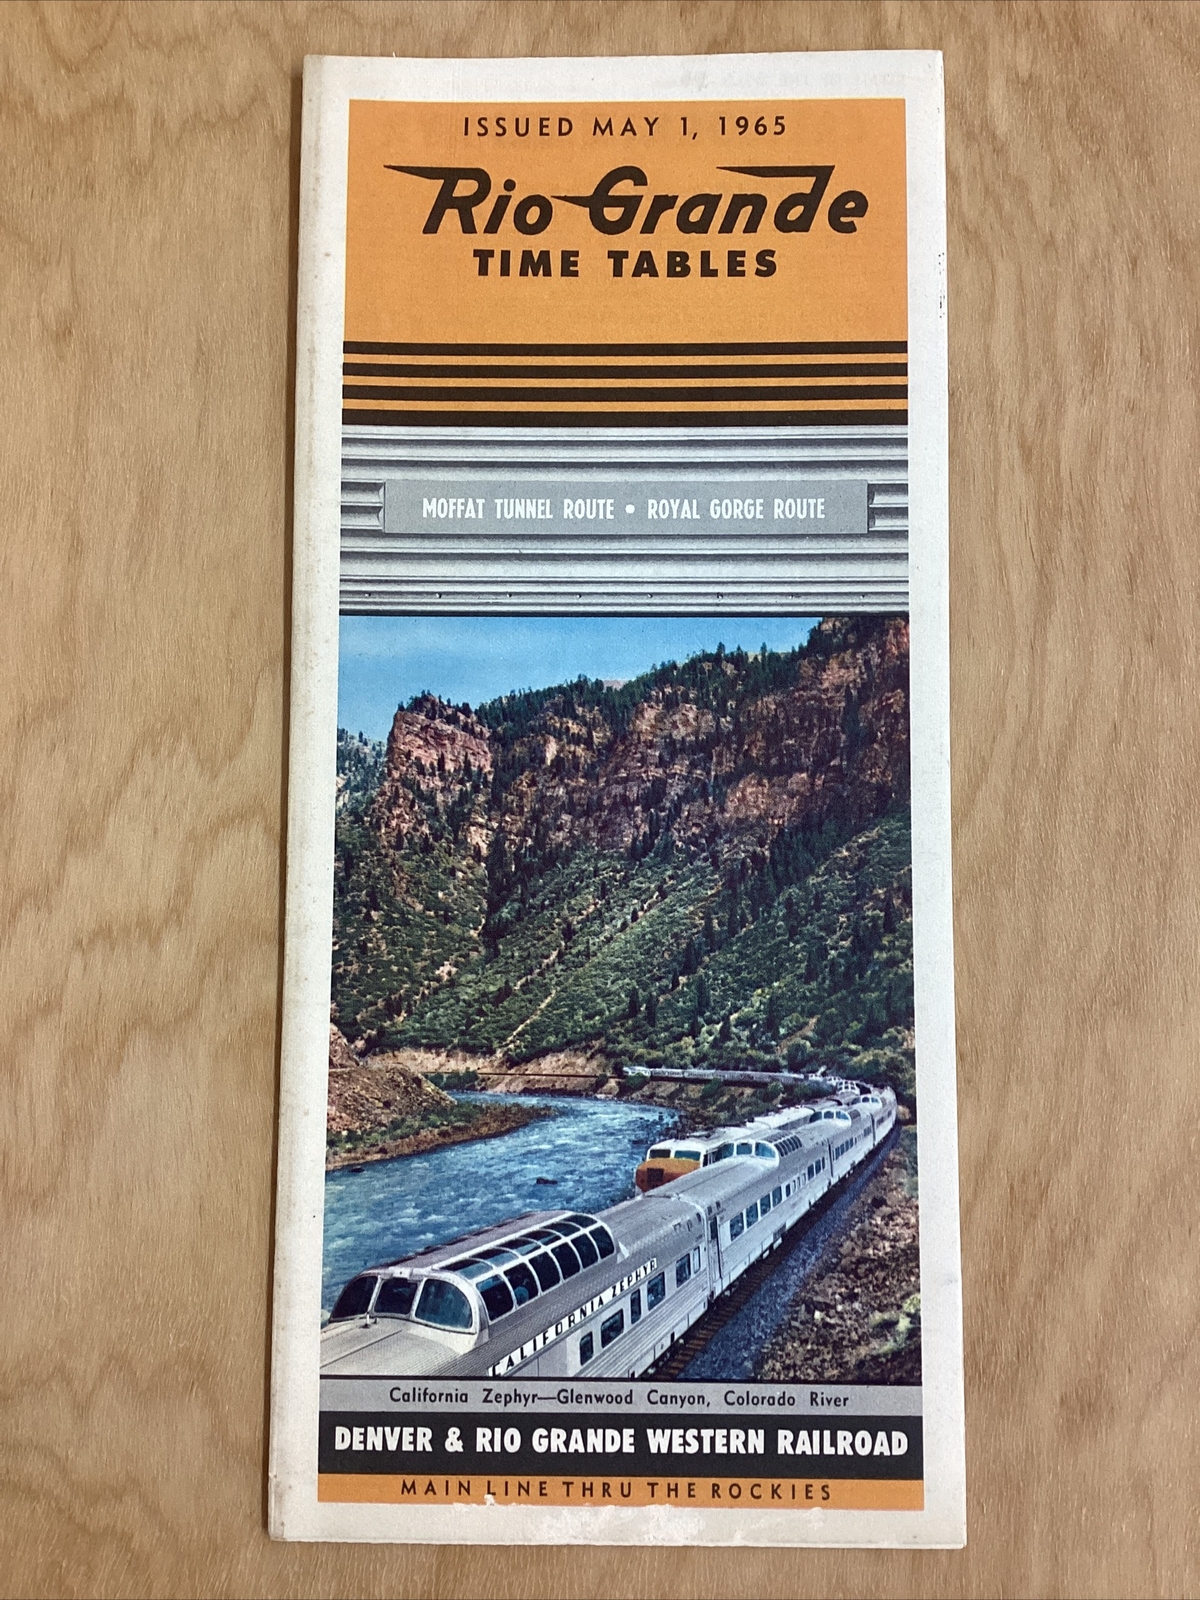 ISSUED MAY 1, 1965
Rio Grande
TIME TABLES
MOFFAT TUNNEL ROUTE • ROYAL GORGE ROUTE
CALIFORNIA ZEPHYR
California Zephyr—Glenwood Canyon, Colorado River
DENVER & RIO GRANDE WESTERN RAILROAD
MAIN LINE THRU THE ROCKIES